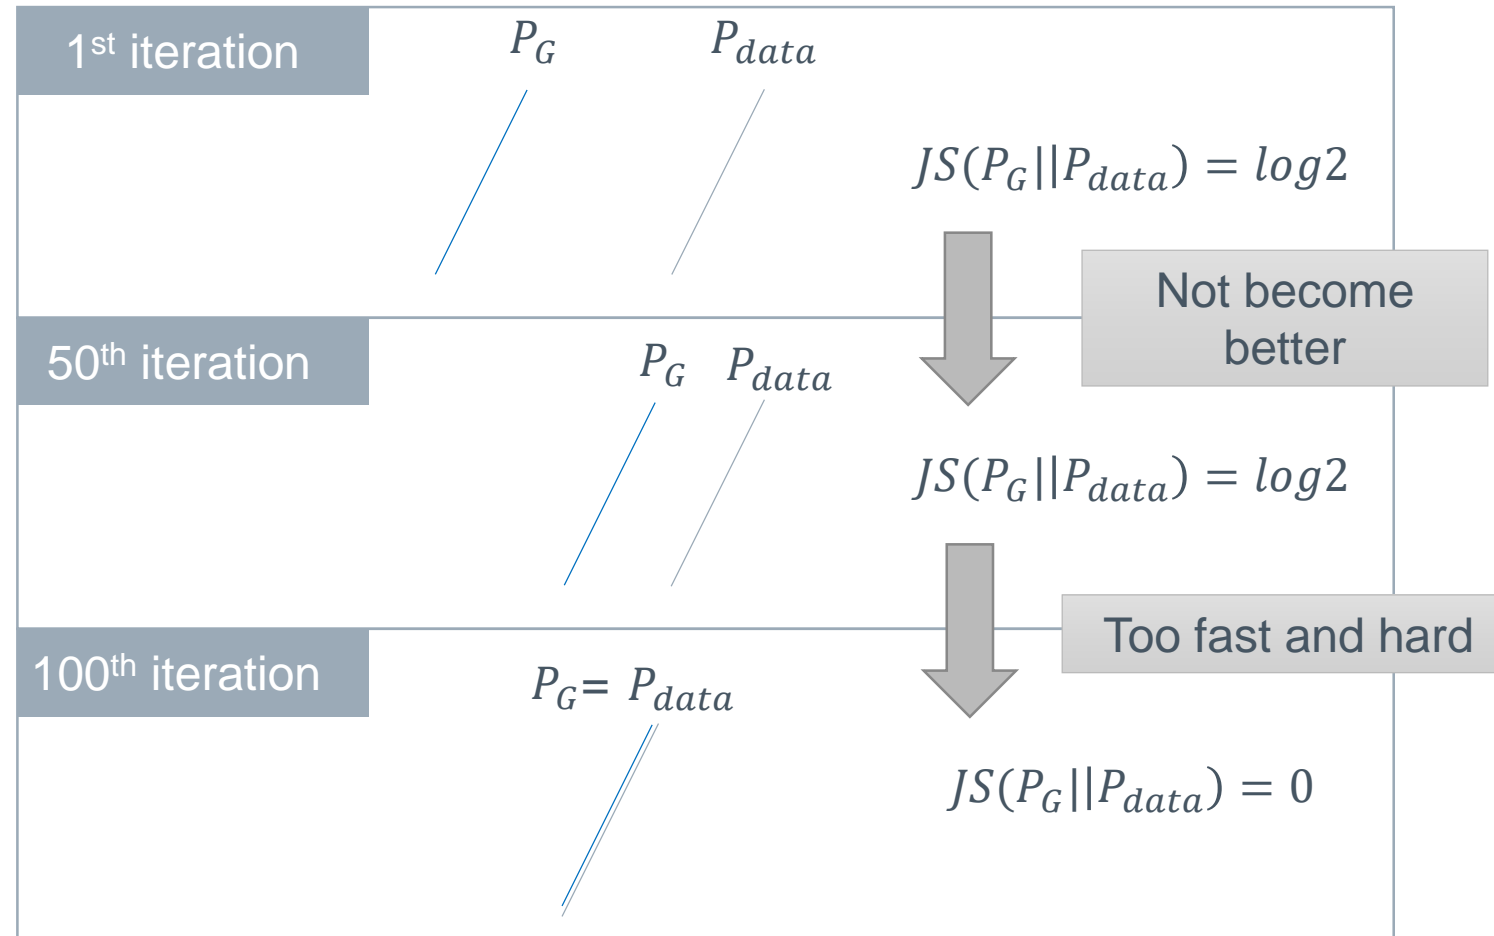 1st iteration
P_G P_data
JS(P_G||P_data) = log2
Not become
better
50th iteration
P_G P_data
JS(P_G||P_data) = log2
Too fast and hard
100th iteration
P_G= P_data
JS(P_G||P_data) = 0